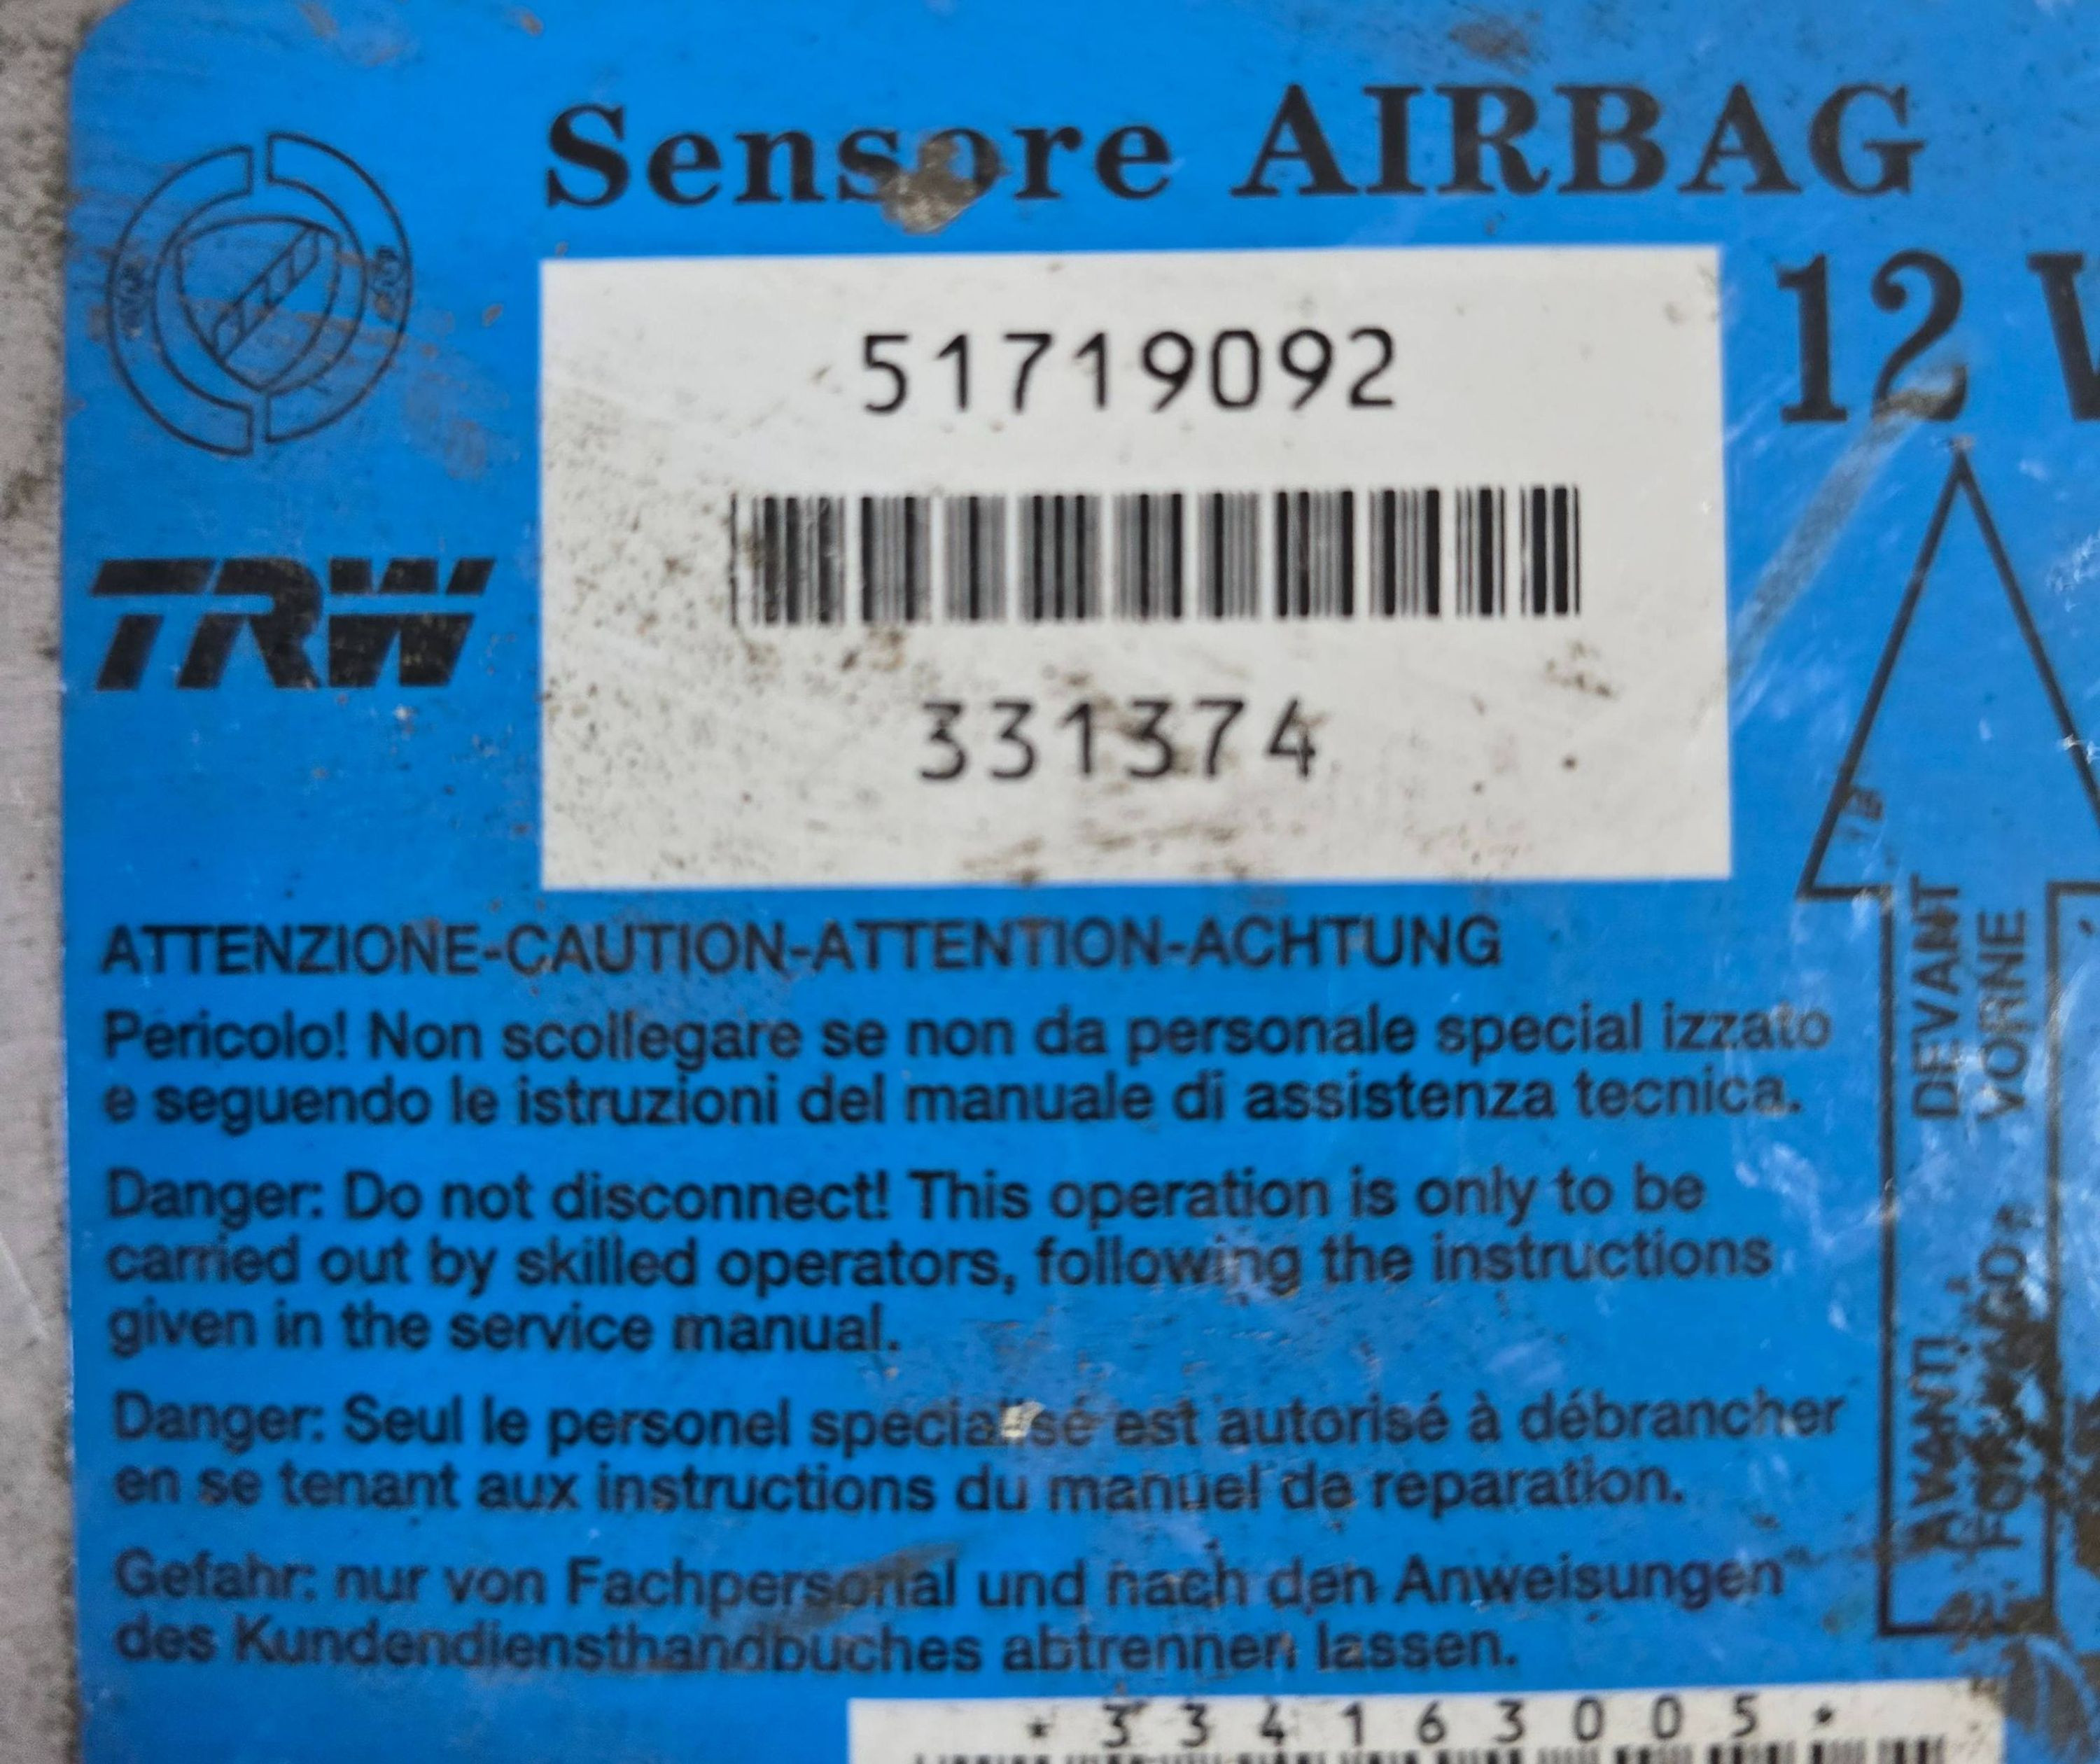 Sensore AIRBAG
51719092
12 V
TRW
331374
ATTENZIONE-CAUTION-ATTENTION-ACHTUNG
Pericolo! Non scollegare se non da personale special izzato
e seguendo le istruzioni del manuale di assistenza tecnica.
Danger: Do not disconnect! This operation is only to be
carried out by skilled operators, following the instructions
given in the service manual.
Danger: Seul le personel specialisé est autorisé à débrancher
en se tenant aux instructions du manuel de reparation.
Gefahr: nur von Fachpersonal und nach den Anweisungen
des Kundendiensthandbuches abtrennen lassen.
AVANTI DEVANT
FORWARD VORNE
*334163005*